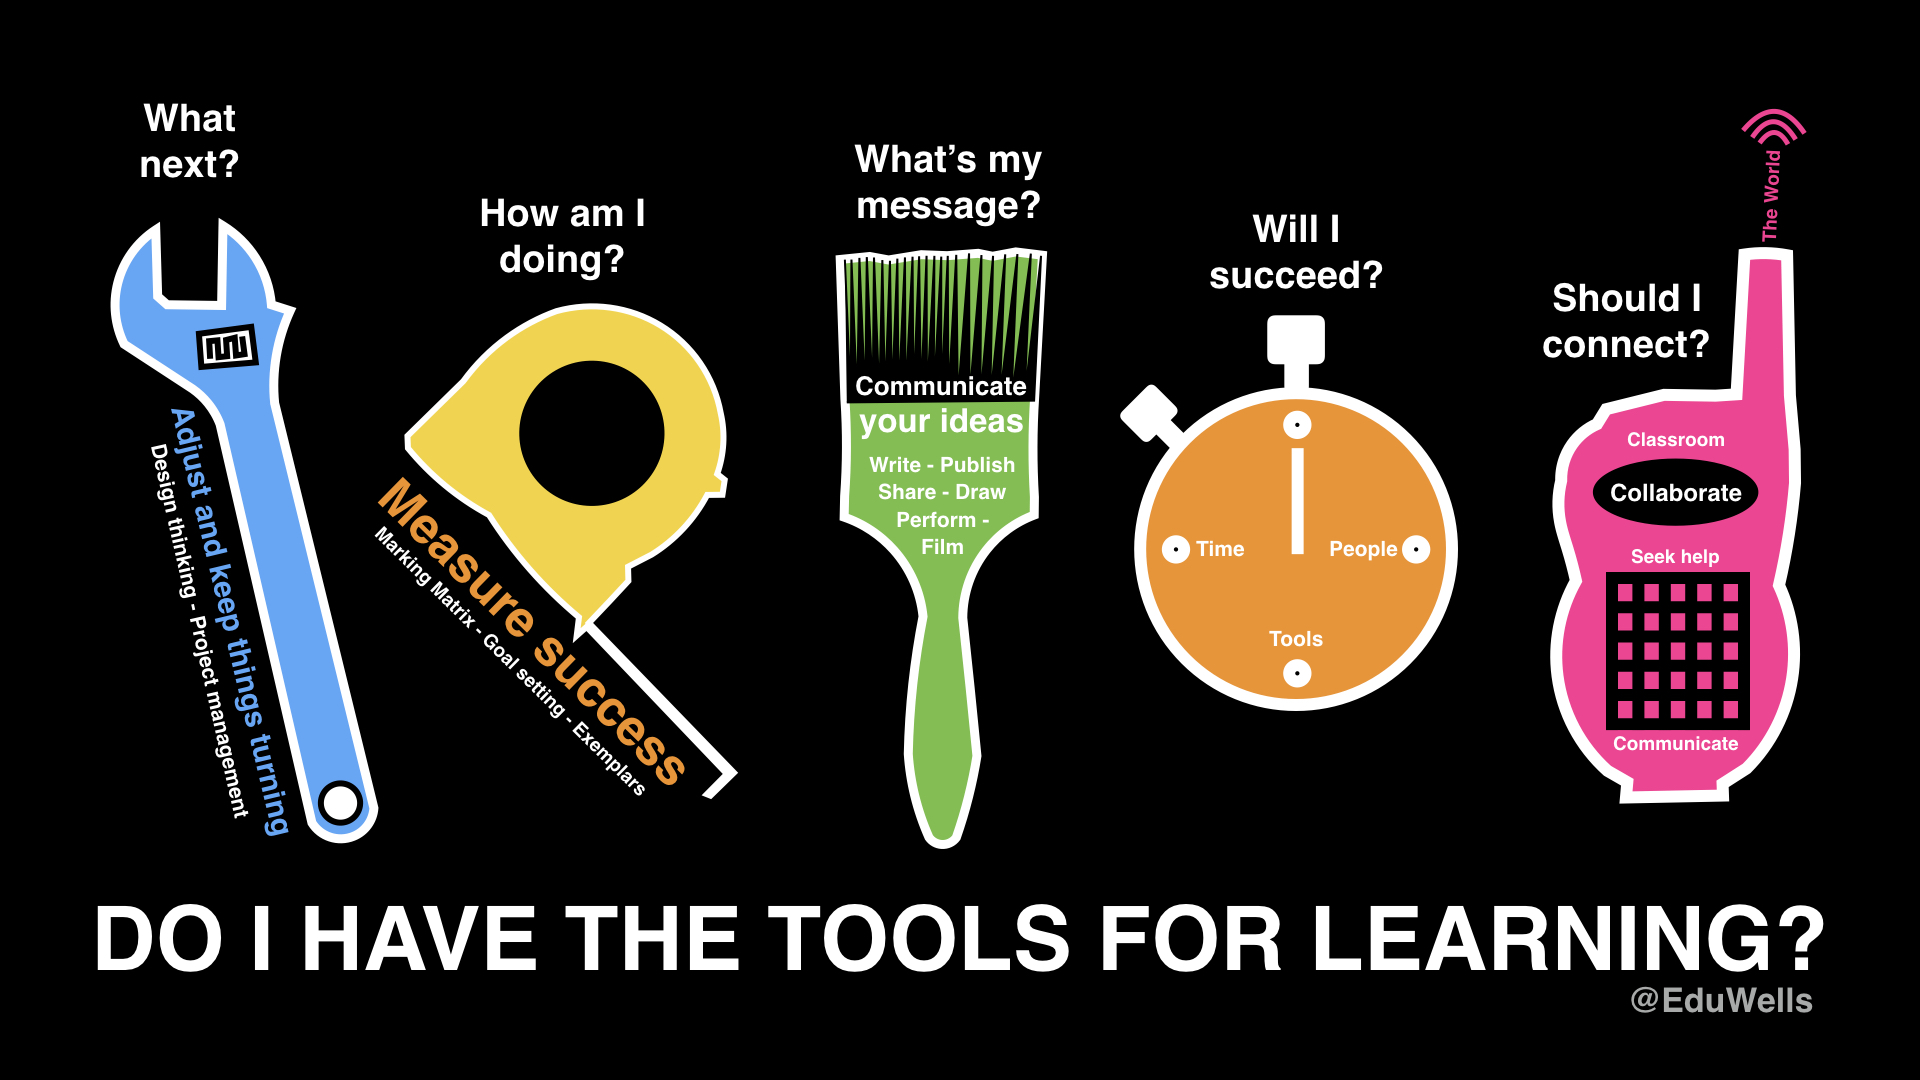 What
next?
Adjust and keep things turning
Design thinking - Project management
How am I
doing?
Measure success
Marking Matrix - Goal setting - Exemplars
What’s my
message?
Communicate
your ideas
Write - Publish
Share - Draw
Perform -
Film
Will I
succeed?
Time
People
Tools
Should I
connect?
The World
Classroom
Collaborate
Seek help
Communicate
DO I HAVE THE TOOLS FOR LEARNING?
@EduWells